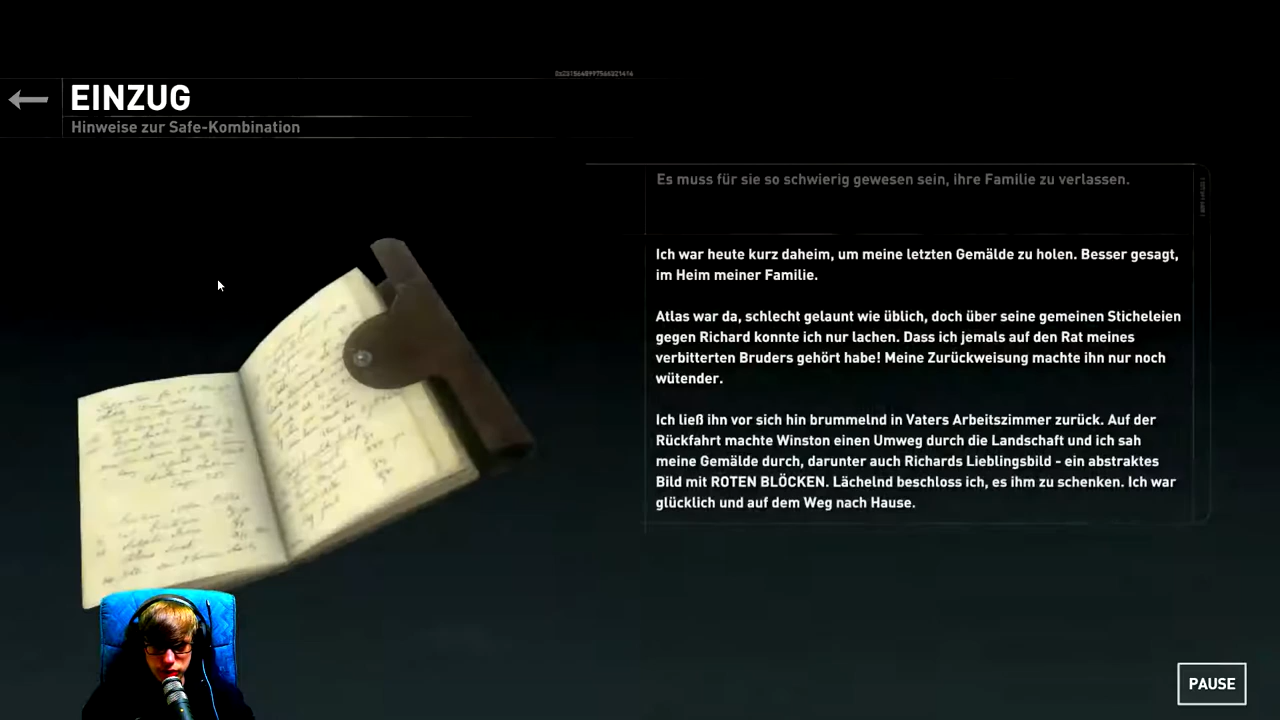 EINZUG
Hinweise zur Safe-Kombination
Es muss für sie so schwierig gewesen sein, ihre Familie zu verlassen.
Ich war heute kurz daheim, um meine letzten Gemälde zu holen. Besser gesagt,
im Heim meiner Familie.
Atlas war da, schlecht gelaunt wie üblich, doch über seine gemeinen Sticheleien
gegen Richard konnte ich nur lachen. Dass ich jemals auf den Rat meines
verbitterten Bruders gehört habe! Meine Zurückweisung machte ihn nur noch
wütender.
Ich ließ ihn vor sich hin brummelnd in Vaters Arbeitszimmer zurück. Auf der
Rückfahrt machte Winston einen Umweg durch die Landschaft und ich sah
meine Gemälde durch, darunter auch Richards Lieblingsbild - ein abstraktes
Bild mit ROTEN BLÖCKEN. Lächelnd beschloss ich, es ihm zu schenken. Ich war
glücklich und auf dem Weg nach Hause.
PAUSE